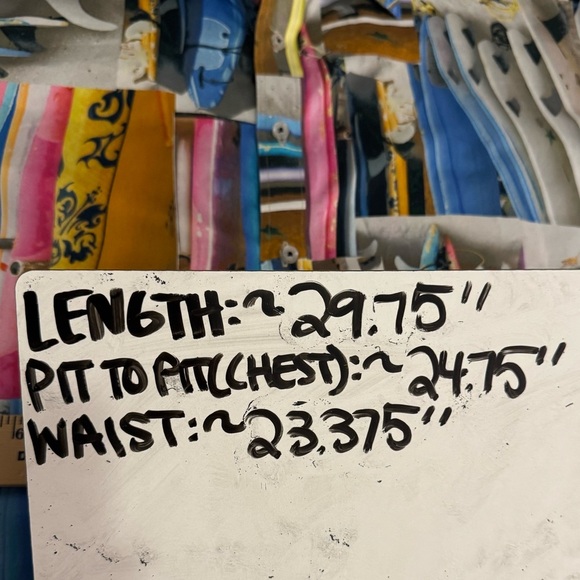 LENGTH:~29.75"
PIT TO PIT(CHEST):~24.75"
WAIST:~23.375"